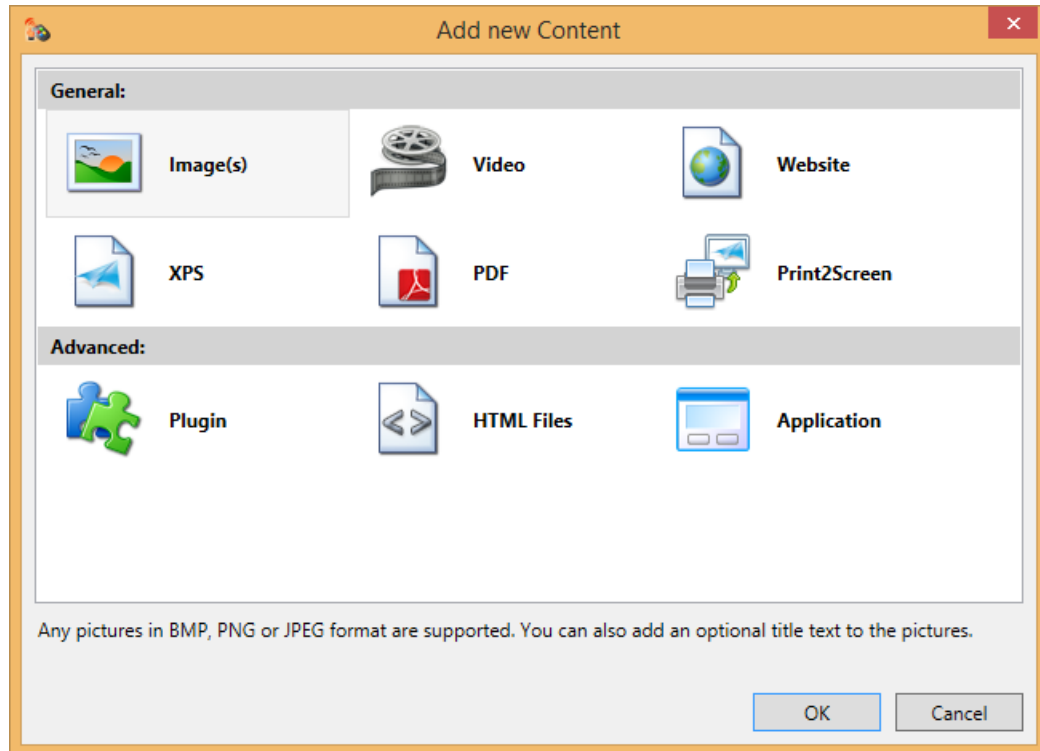 Add new Content
General:
Image(s) Video Website
XPS PDF Print2Screen
Advanced:
Plugin HTML Files Application
Any pictures in BMP, PNG or JPEG format are supported. You can also add an optional title text to the pictures.
OK Cancel